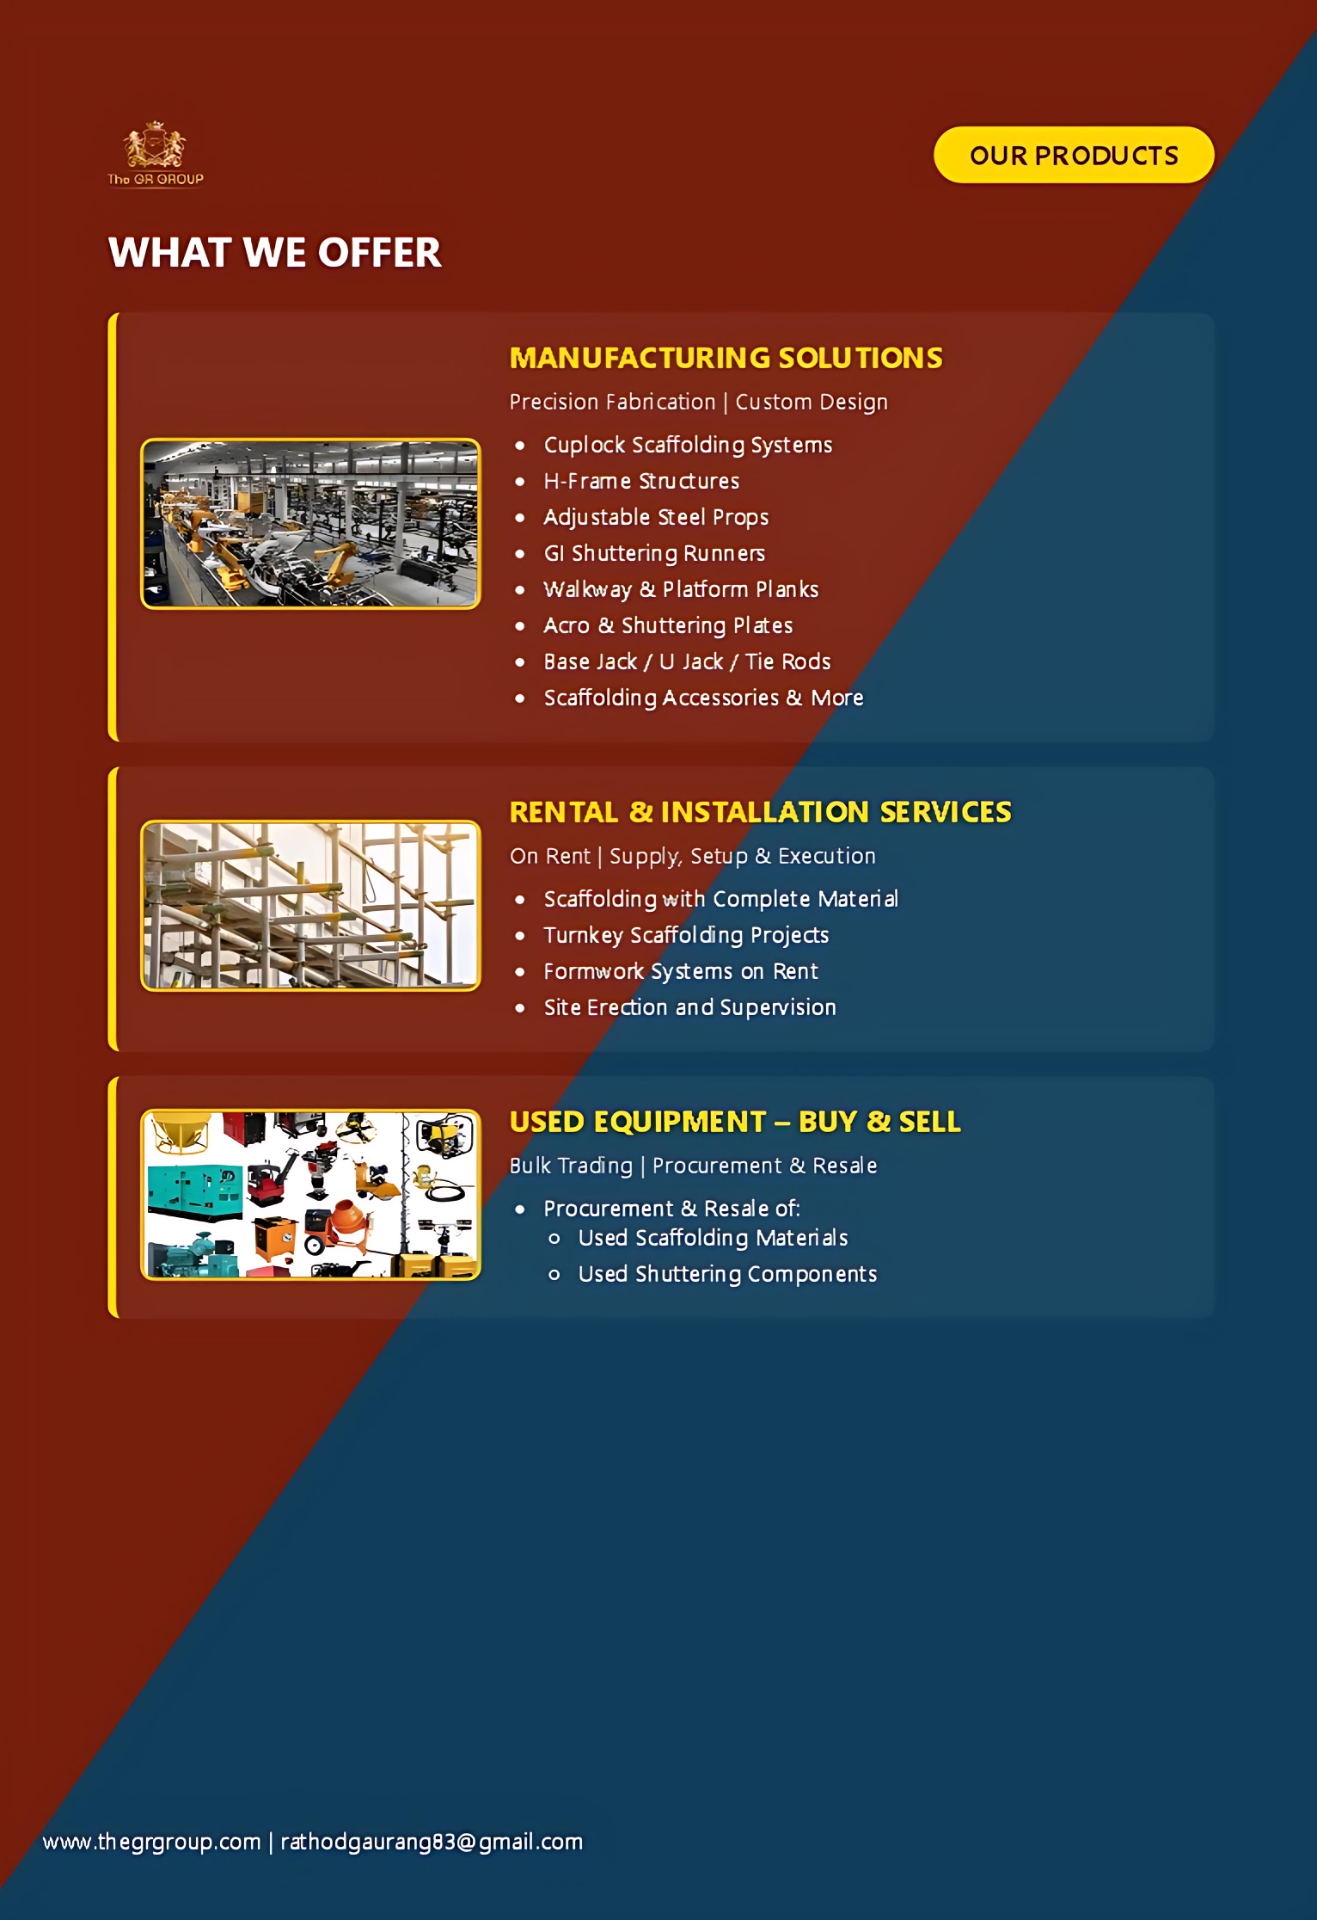 The GR GROUP
OUR PRODUCTS
WHAT WE OFFER
MANUFACTURING SOLUTIONS
Precision Fabrication | Custom Design
• Cuplock Scaffolding Systems
• H-Frame Structures
• Adjustable Steel Props
• GI Shuttering Runners
• Walkway & Platform Planks
• Acro & Shuttering Plates
• Base Jack / U Jack / Tie Rods
• Scaffolding Accessories & More
RENTAL & INSTALLATION SERVICES
On Rent | Supply, Setup & Execution
• Scaffolding with Complete Material
• Turnkey Scaffolding Projects
• Formwork Systems on Rent
• Site Erection and Supervision
USED EQUIPMENT – BUY & SELL
Bulk Trading | Procurement & Resale
• Procurement & Resale of:
○ Used Scaffolding Materials
○ Used Shuttering Components
www.thegrgroup.com | rathodgaurang83@gmail.com